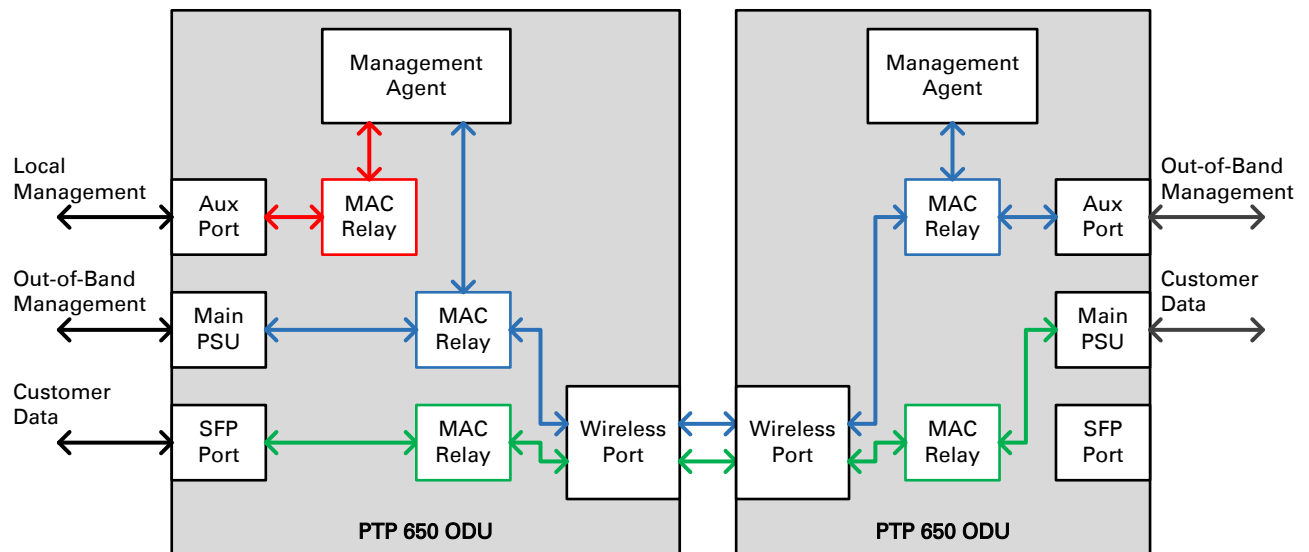 Management
Agent
Management
Agent
Local
Management
Aux
Port
MAC
Relay
MAC
Relay
Aux
Port
Out-of-Band
Management
Out-of-Band
Management
Main
PSU
MAC
Relay
Main
PSU
Customer
Data
Customer
Data
SFP
Port
MAC
Relay
Wireless
Port
Wireless
Port
MAC
Relay
SFP
Port
PTP 650 ODU
PTP 650 ODU